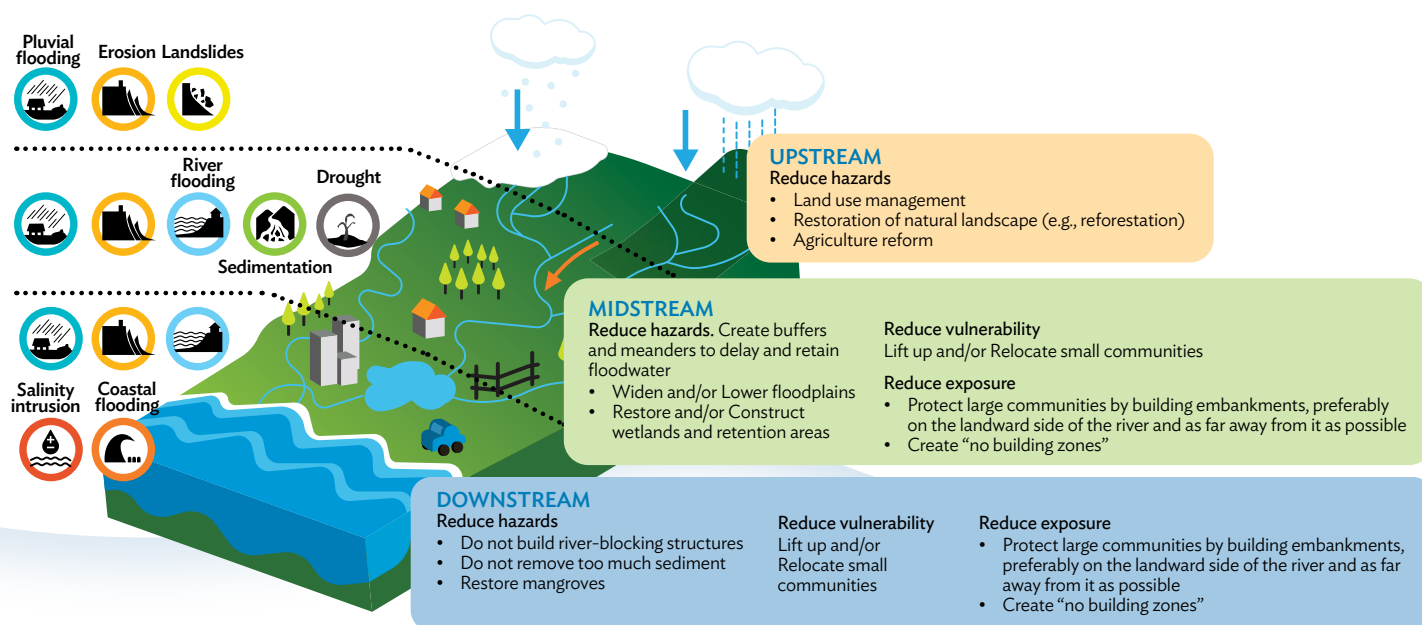 Pluvial
flooding
Erosion
Landslides
River
flooding
Drought
Sedimentation
Salinity
intrusion
Coastal
flooding
UPSTREAM
Reduce hazards
• Land use management
• Restoration of natural landscape (e.g., reforestation)
• Agriculture reform
MIDSTREAM
Reduce hazards. Create buffers
and meanders to delay and retain
floodwater
• Widen and/or Lower floodplains
• Restore and/or Construct
wetlands and retention areas
Reduce vulnerability
Lift up and/or Relocate small communities
Reduce exposure
• Protect large communities by building embankments, preferably
on the landward side of the river and as far away from it as possible
• Create “no building zones”
DOWNSTREAM
Reduce hazards
• Do not build river-blocking structures
• Do not remove too much sediment
• Restore mangroves
Reduce vulnerability
Lift up and/or
Relocate small
communities
Reduce exposure
• Protect large communities by building embankments,
preferably on the landward side of the river and as far
away from it as possible
• Create “no building zones”